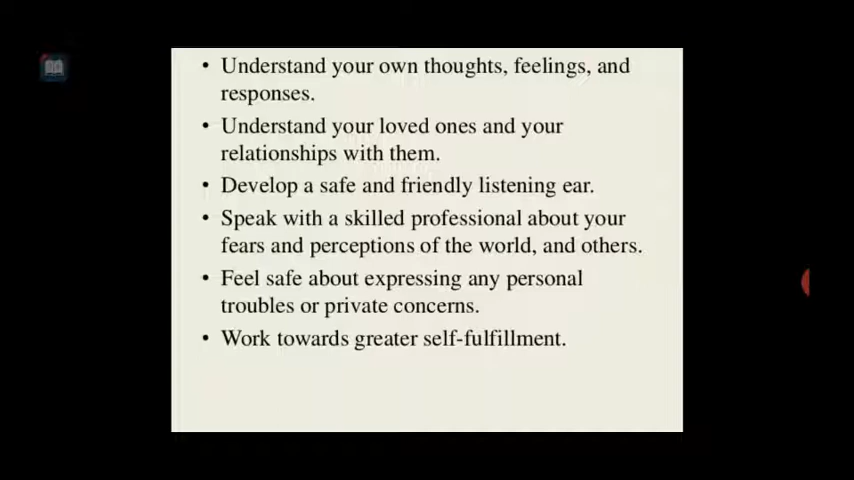 • Understand your own thoughts, feelings, and
responses.
• Understand your loved ones and your
relationships with them.
• Develop a safe and friendly listening ear.
• Speak with a skilled professional about your
fears and perceptions of the world, and others.
• Feel safe about expressing any personal
troubles or private concerns.
• Work towards greater self-fulfillment.